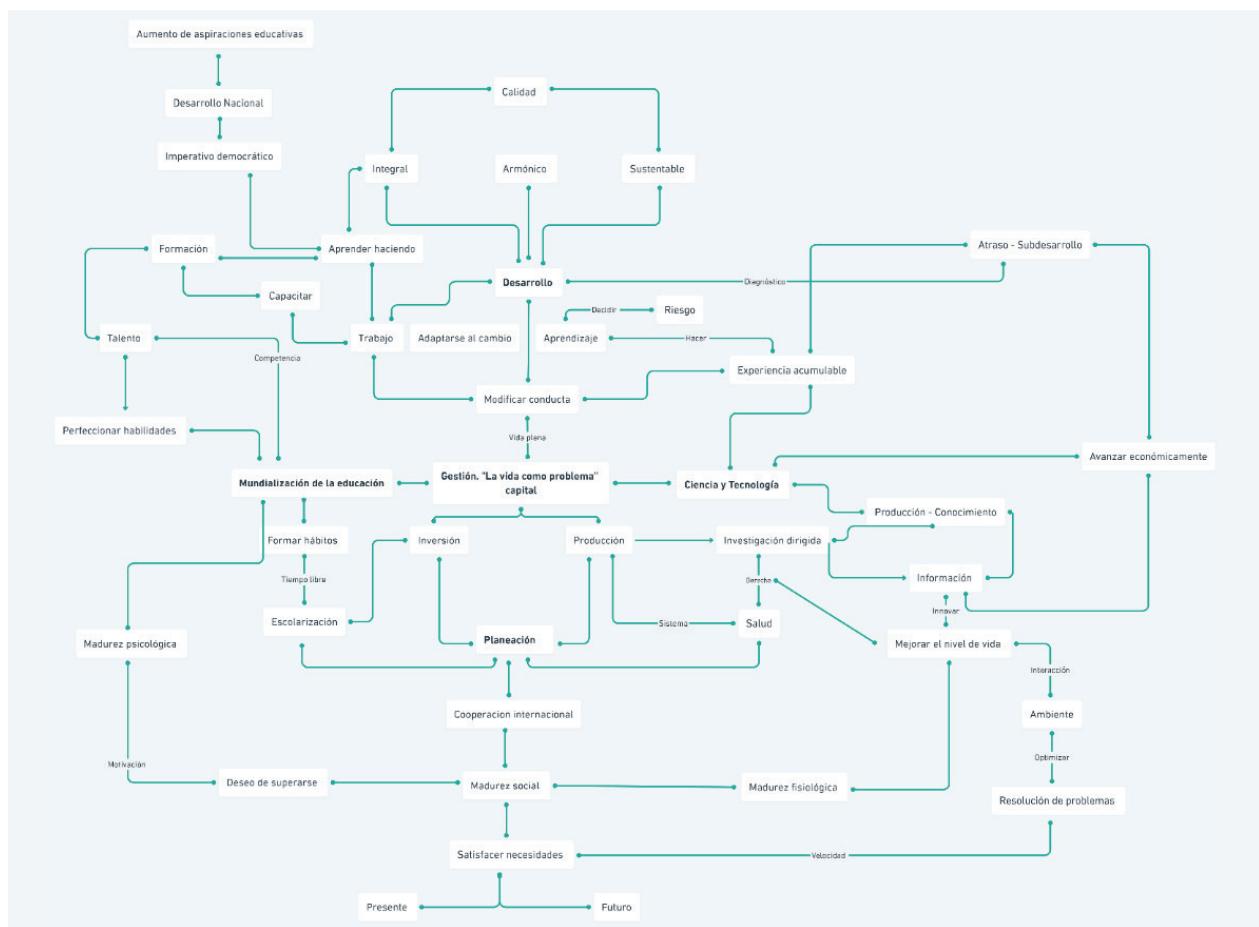 Aumento de aspiraciones educativas
Desarrollo Nacional
Calidad
Imperativo democrático
Integral
Armónico
Sustentable
Formación
Aprender haciendo
Atraso - Subdesarrollo
Desarrollo
Diagnóstico
Capacitar
Decidir
Riesgo
Talento
Trabajo
Adaptarse al cambio
Aprendizaje
Hacer
Competencia
Experiencia acumulable
Modificar conducta
Perfeccionar habilidades
Vida plena
Avanzar económicamente
Mundialización de la educación
Gestión. "La vida como problema"
capital
Ciencia y Tecnología
Producción - Conocimiento
Formar hábitos
Inversión
Producción
Investigación dirigida
Tiempo libre
Derecho
Información
Innovar
Escolarización
Sistema
Salud
Madurez psicológica
Planeación
Mejorar el nivel de vida
Interacción
Cooperacion internacional
Ambiente
Motivación
Optimizar
Deseo de superarse
Madurez social
Madurez fisiológica
Resolución de problemas
Satisfacer necesidades
Velocidad
Presente
Futuro